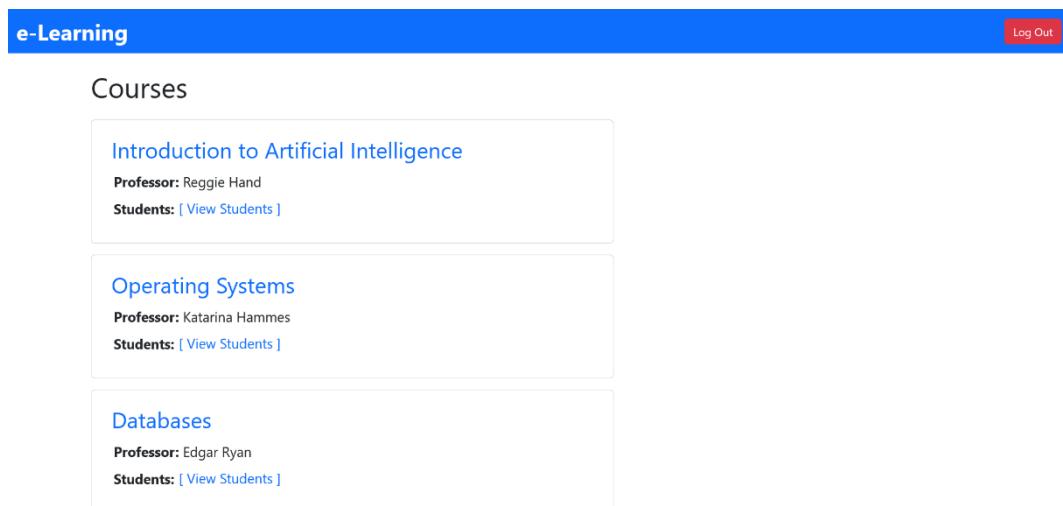 e-Learning
Log Out
Courses
Introduction to Artificial Intelligence
Professor: Reggie Hand
Students: [ View Students ]
Operating Systems
Professor: Katarina Hammes
Students: [ View Students ]
Databases
Professor: Edgar Ryan
Students: [ View Students ]